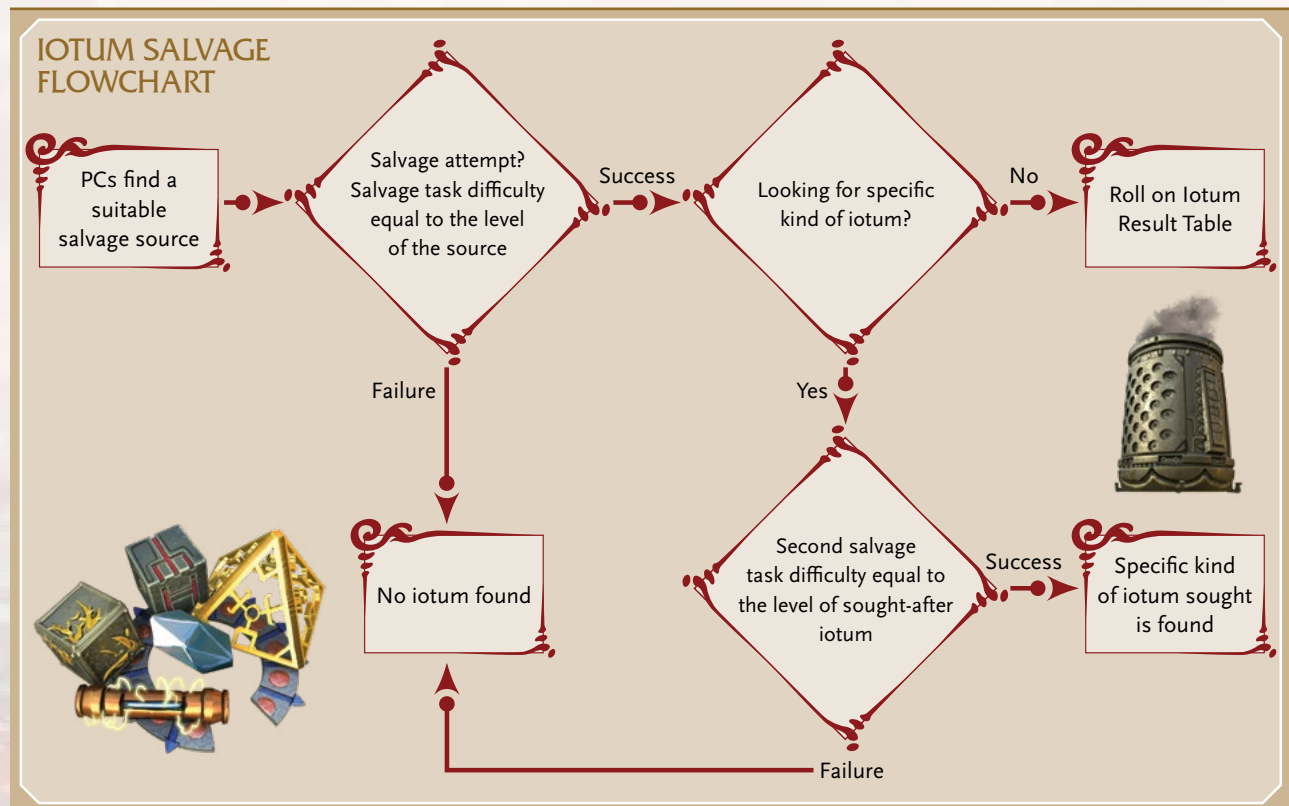 IOTUM SALVAGE
FLOWCHART
PCs find a
suitable
salvage source
Salvage attempt?
Salvage task difficulty
equal to the level
of the source
Success
Looking for specific
kind of iotum?
No
Roll on Iotum
Result Table
Failure
Yes
No iotum found
Second salvage
task difficulty equal to
the level of sought-after
iotum
Success
Specific kind
of iotum sought
is found
Failure